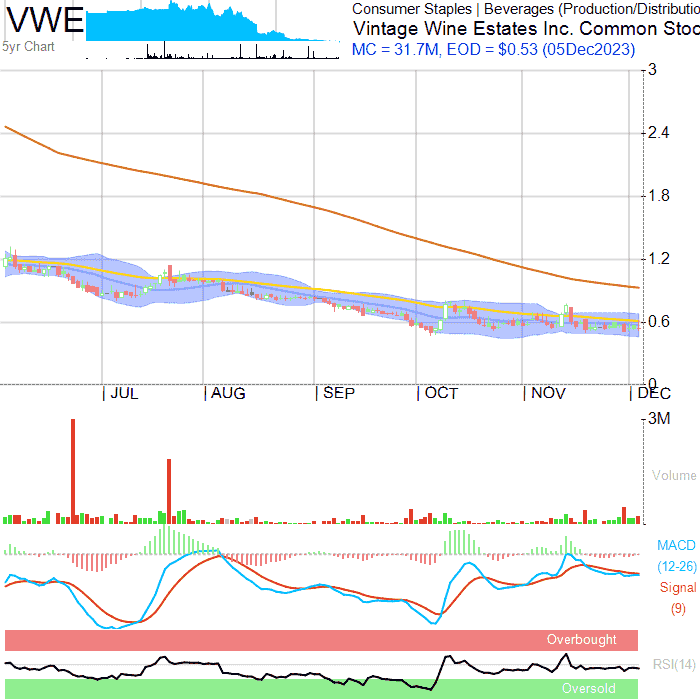 VWE
Consumer Staples | Beverages (Production/Distributio
Vintage Wine Estates Inc. Common Stoc
MC = 31.7M, EOD = $0.53 (05Dec2023)
5yr Chart
3
2.4
1.8
1.2
0.6
0
JUL
AUG
SEP
OCT
NOV
DEC
3M
Volume
MACD
(12-26)
Signal
(9)
Overbought
RSI(14)
Oversold